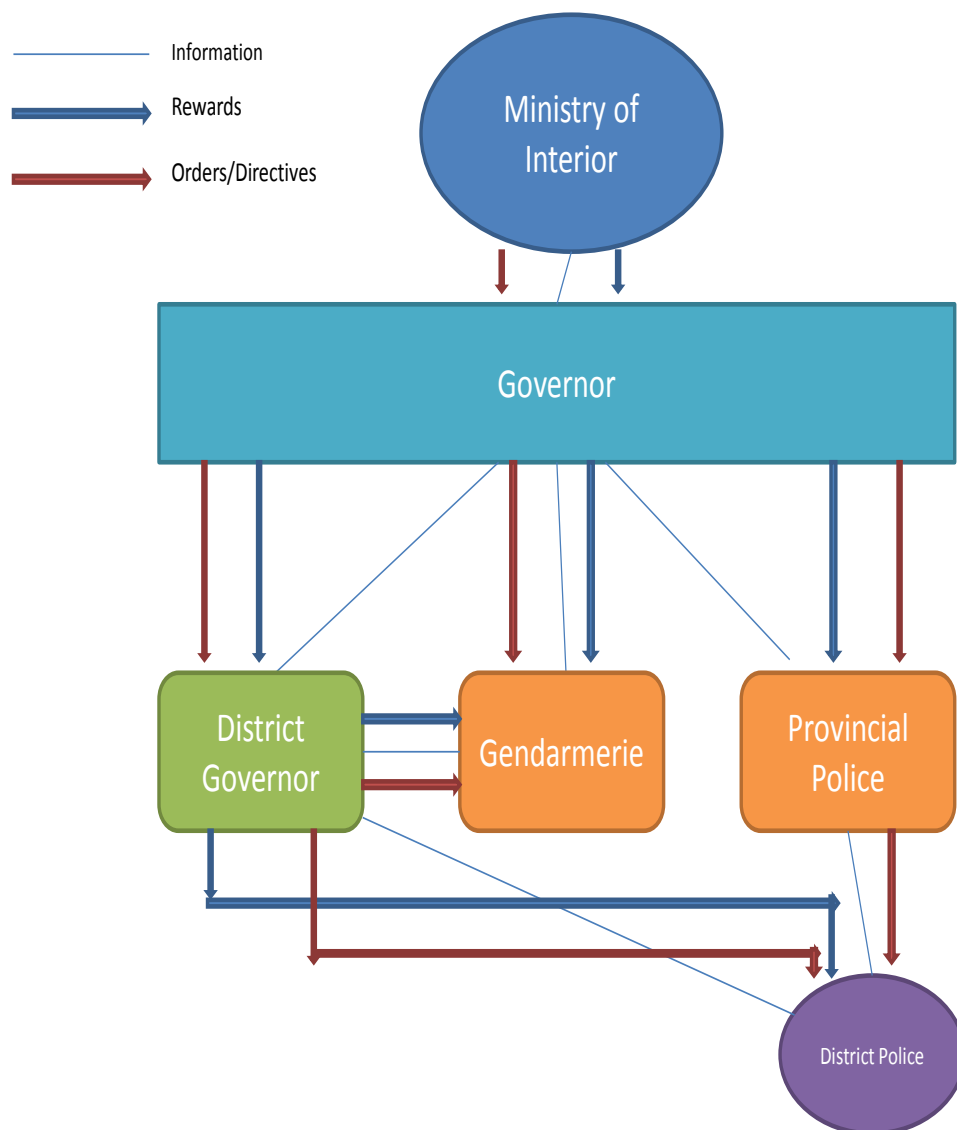 Information
Rewards
Orders/Directives
Ministry of
Interior
Governor
District
Governor
Gendarmerie
Provincial
Police
District Police